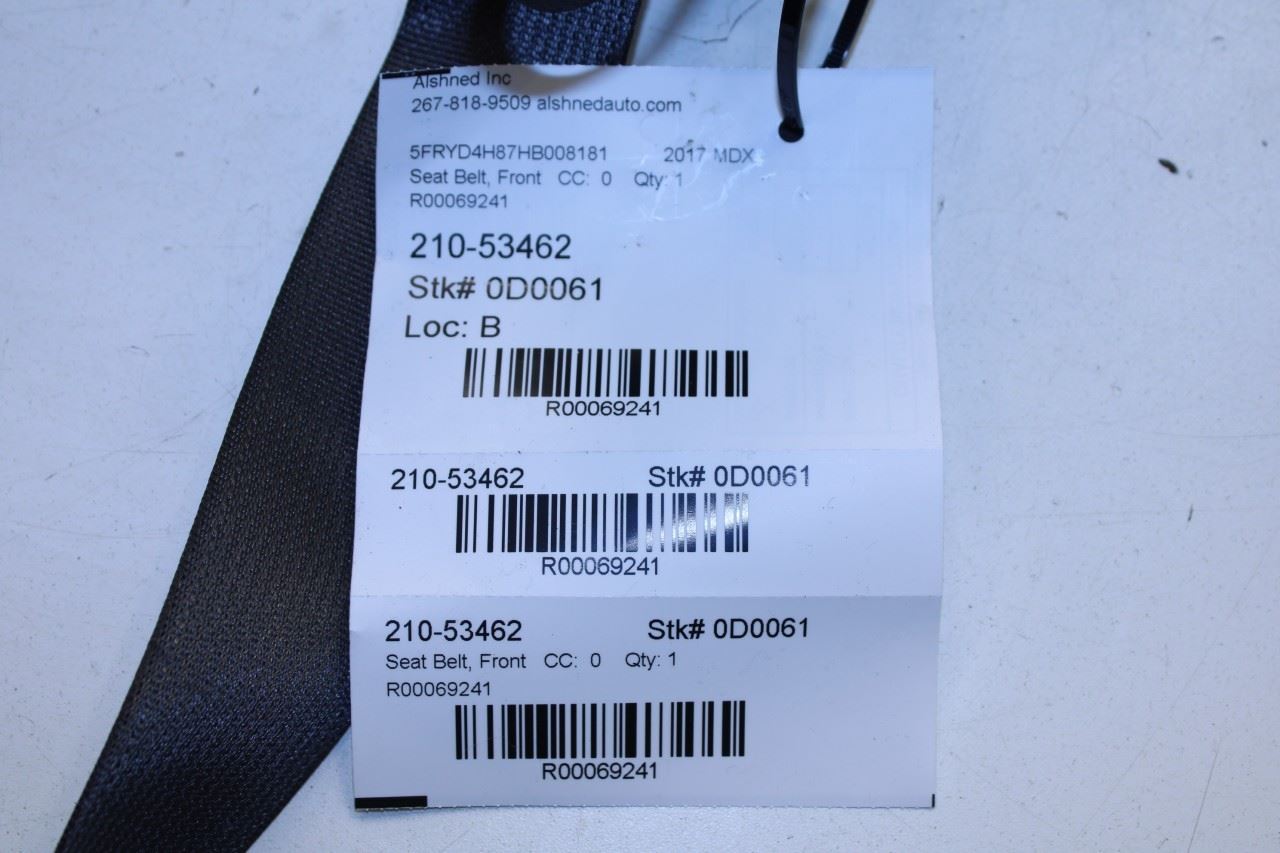 Alshned Inc
267-818-9509 alshnedauto.com
5FRYD4H87HB008181 2017 MDX
Seat Belt, Front CC: 0 Qty: 1
R00069241
210-53462
Stk# 0D0061
Loc: B
R00069241
210-53462 Stk# 0D0061
R00069241
210-53462 Stk# 0D0061
Seat Belt, Front CC: 0 Qty: 1
R00069241
R00069241